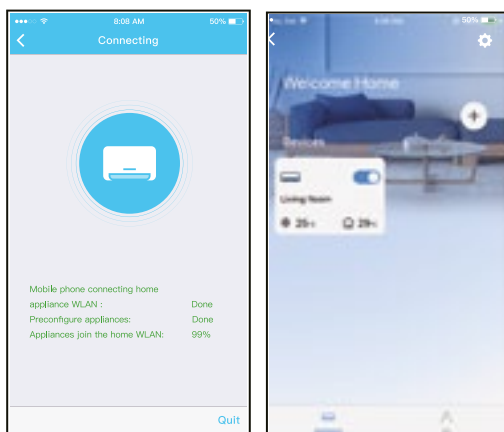 8:08 AM
50%
Connecting
Mobile phone connecting home
appliance WLAN : Done
Preconfigure appliances: Done
Appliances join the home WLAN: 99%
Quit
50%
Welcome Home
Devices
Living Room
25
29